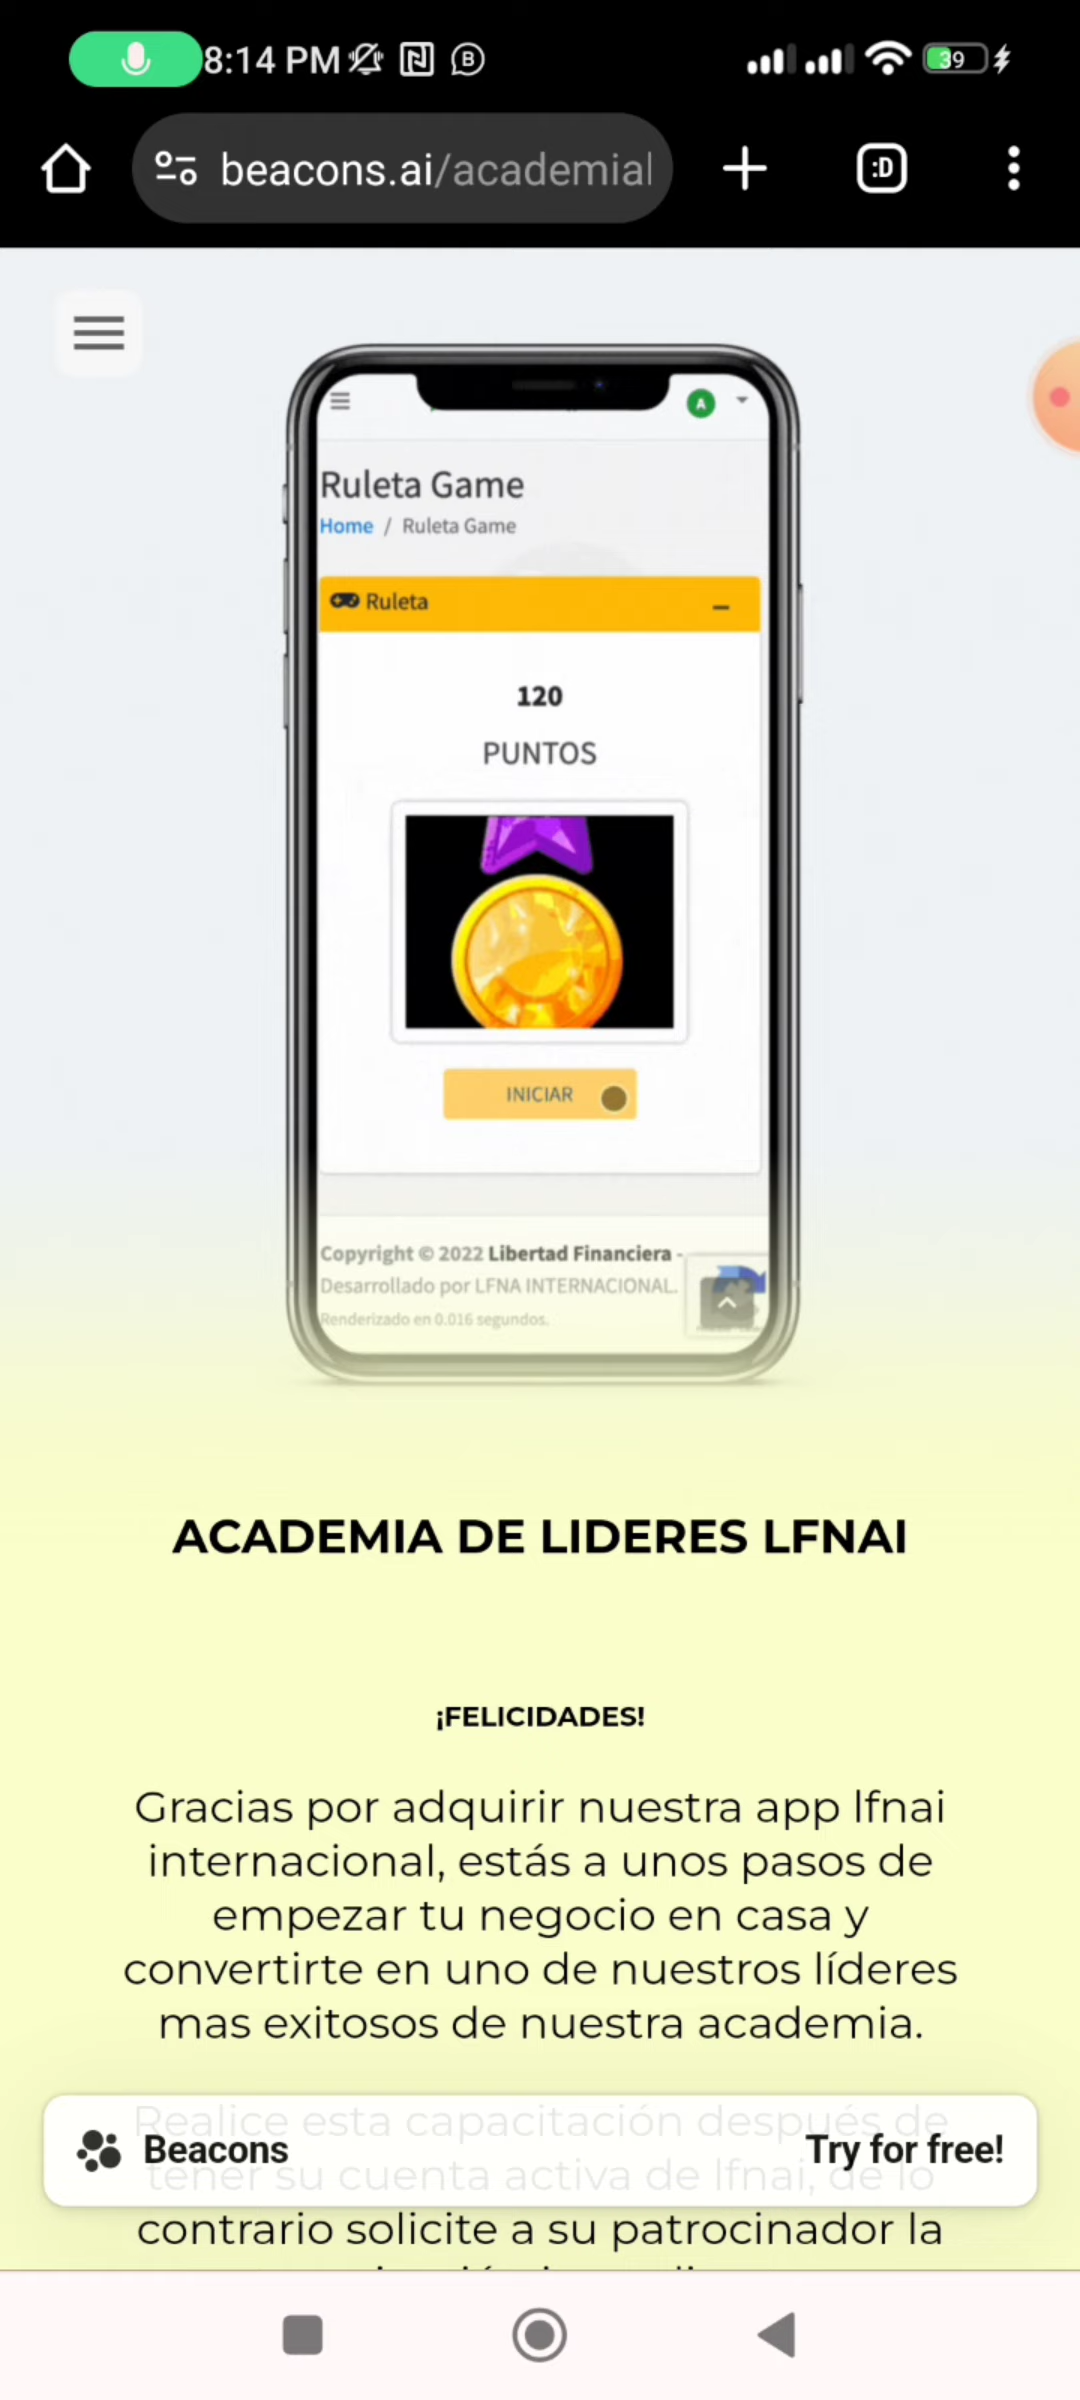 8:14 PM
39
beacons.ai/academial
:D
A
Ruleta Game
Home / Ruleta Game
Ruleta
120
PUNTOS
INICIAR
Copyright © 2022 Libertad Financiera -
Desarrollado por LFNA INTERNACIONAL.
Renderizado en 0.016 segundos.
ACADEMIA DE LIDERES LFNAI
¡FELICIDADES!
Gracias por adquirir nuestra app lfnai
internacional, estás a unos pasos de
empezar tu negocio en casa y
convertirte en uno de nuestros líderes
mas exitosos de nuestra academia.
Realice esta capacitación después de
Beacons
Try for free!
tener su cuenta activa de lfnai, de lo
contrario solicite a su patrocinador la